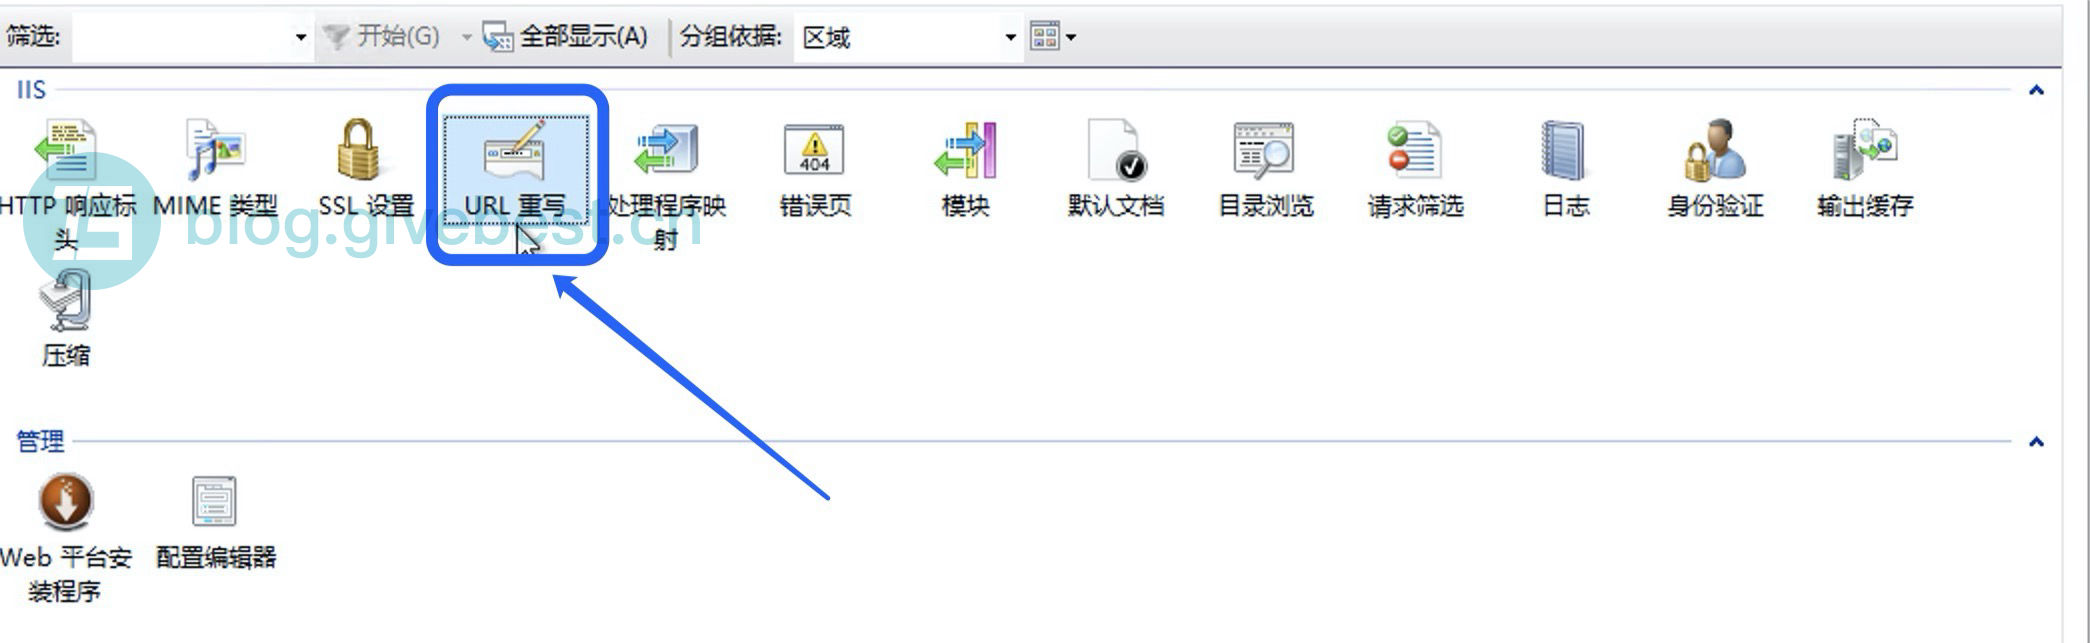 筛选: 开始(G) 全部显示(A) 分组依据: 区域
IIS
HTTP 响应标头
MIME 类型
SSL 设置
URL 重写
处理程序映射
404
错误页
模块
默认文档
目录浏览
请求筛选
日志
身份验证
输出缓存
压缩
blog.givebest.cn
管理
Web 平台安装程序
配置编辑器